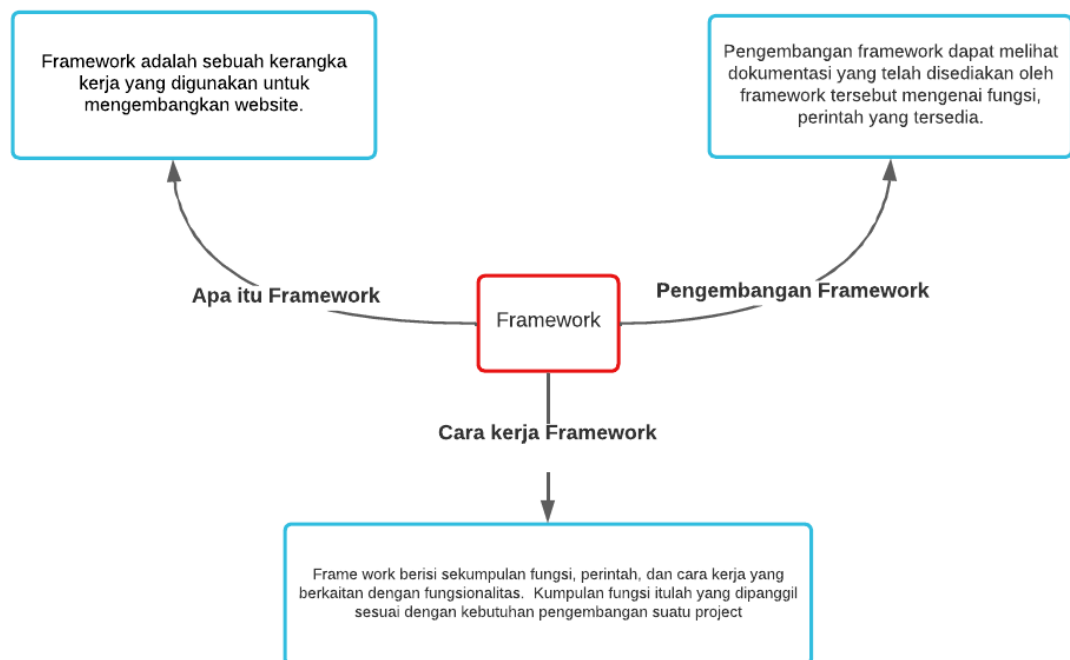 Framework adalah sebuah kerangka
kerja yang digunakan untuk
mengembangkan website.
Pengembangan framework dapat melihat
dokumentasi yang telah disediakan oleh
framework tersebut mengenai fungsi,
perintah yang tersedia.
Apa itu Framework
Framework
Pengembangan Framework
Cara kerja Framework
Frame work berisi sekumpulan fungsi, perintah, dan cara kerja yang
berkaitan dengan fungsionalitas. Kumpulan fungsi itulah yang dipanggil
sesuai dengan kebutuhan pengembangan suatu project